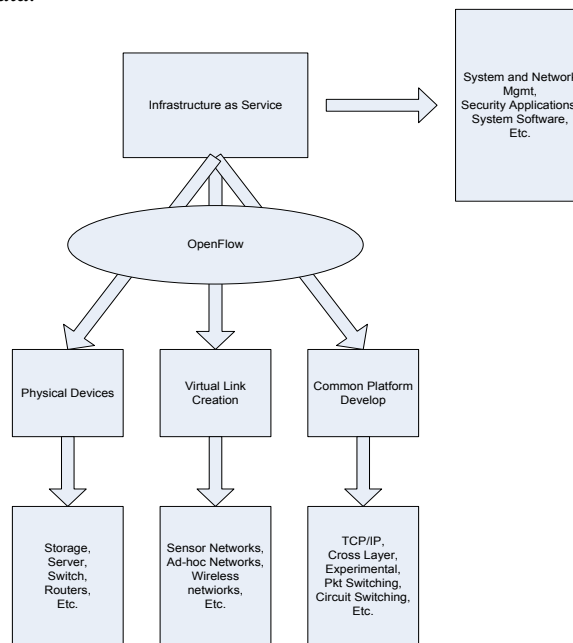 Infrastructure as Service
System and Network
Mgmt,
Security Applications
System Software,
Etc.
OpenFlow
Physical Devices
Virtual Link
Creation
Common Platform
Develop
Storage,
Server,
Switch,
Routers,
Etc.
Sensor Networks,
Ad-hoc Networks,
Wireless
networks,
Etc.
TCP/IP,
Cross Layer,
Experimental,
Pkt Switching,
Circuit Switching,
Etc.